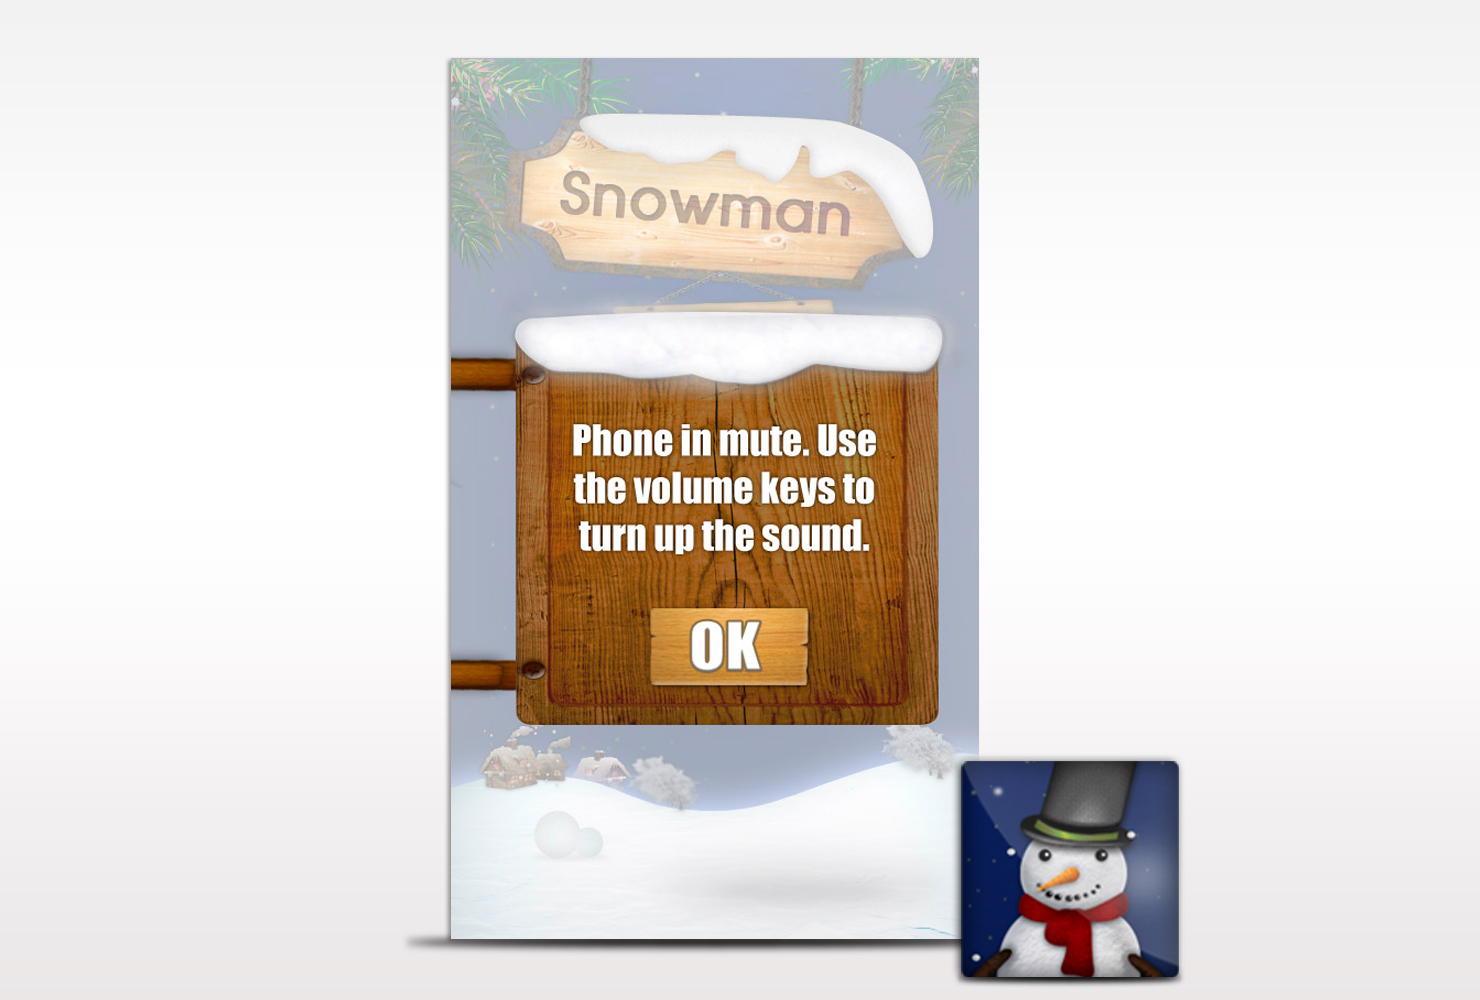 Snowman
Phone in mute. Use
the volume keys to
turn up the sound.
OK